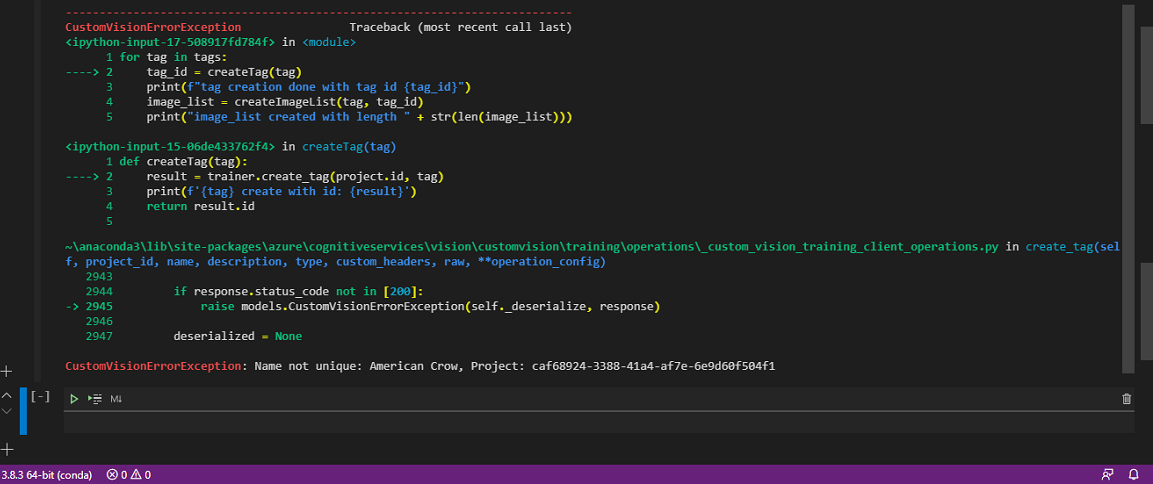 ---------------------------------------------------------------------------
CustomVisionErrorException                Traceback (most recent call last)
<ipython-input-17-508917fd784f> in <module>
      1 for tag in tags:
----> 2     tag_id = createTag(tag)
      3     print(f"tag creation done with tag id {tag_id}")
      4     image_list = createImageList(tag, tag_id)
      5     print("image_list created with length " + str(len(image_list)))
<ipython-input-15-06de433762f4> in createTag(tag)
      1 def createTag(tag):
----> 2     result = trainer.create_tag(project.id, tag)
      3     print(f'{tag} create with id: {result}')
      4     return result.id
      5
~\anaconda3\lib\site-packages\azure\cognitiveservices\vision\customvision\training\operations\_custom_vision_training_client_operations.py in create_tag(sel
f, project_id, name, description, type, custom_headers, raw, **operation_config)
   2943
   2944         if response.status_code not in [200]:
-> 2945             raise models.CustomVisionErrorException(self._deserialize, response)
   2946
   2947         deserialized = None
CustomVisionErrorException: Name not unique: American Crow, Project: caf68924-3388-41a4-af7e-6e9d60f504f1
[-]
M↓
3.8.3 64-bit (conda) 0 0